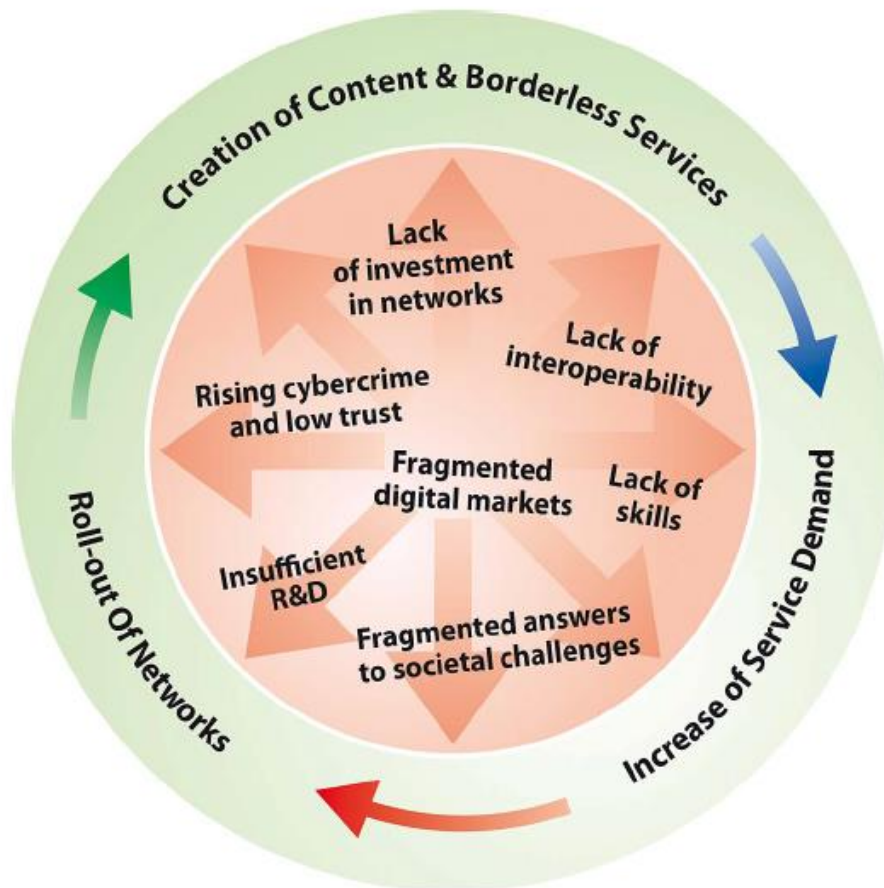 Creation of Content & Borderless Services
Lack
of investment
in networks
Lack of
interoperability
Rising cybercrime
and low trust
Fragmented
digital markets
Lack of
skills
Insufficient
R&D
Fragmented answers
to societal challenges
Increase of Service Demand
Roll-out Of Networks